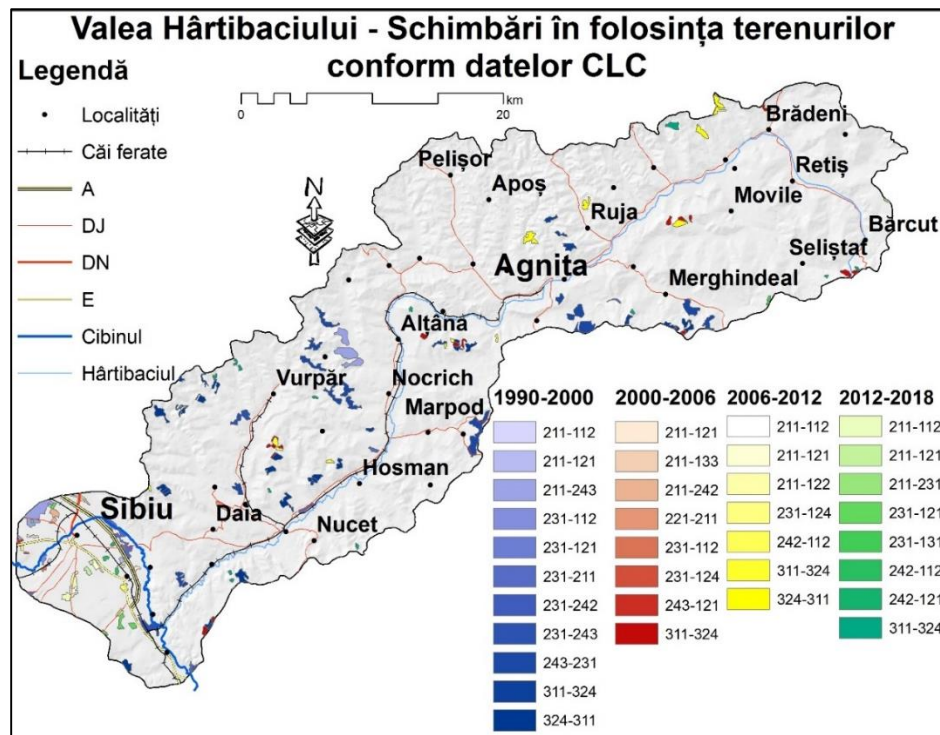 Valea Hârtibaciului - Schimbări în folosința terenurilor
conform datelor CLC
Legendă
Localități
Căi ferate
A
DJ
DN
E
Cibinul
Hârtibaciul
0 20
km
N
Brădeni
Pelișor
Retiș
Apoș
Movile
Ruja
Bărcut
Seliștaf
Agnița
Merghindeal
Alțâna
Vurpăr
Nocrich
Marpod
Hosman
Sibiu
Daia
Nucet
1990-2000
211-112
211-121
211-243
231-112
231-121
231-211
231-242
231-243
243-231
311-324
324-311
2000-2006
211-121
211-133
211-242
221-211
231-112
231-124
243-121
311-324
2006-2012
211-112
211-121
211-122
231-124
242-112
311-324
324-311
2012-2018
211-112
211-121
211-231
231-121
231-131
242-112
242-121
311-324